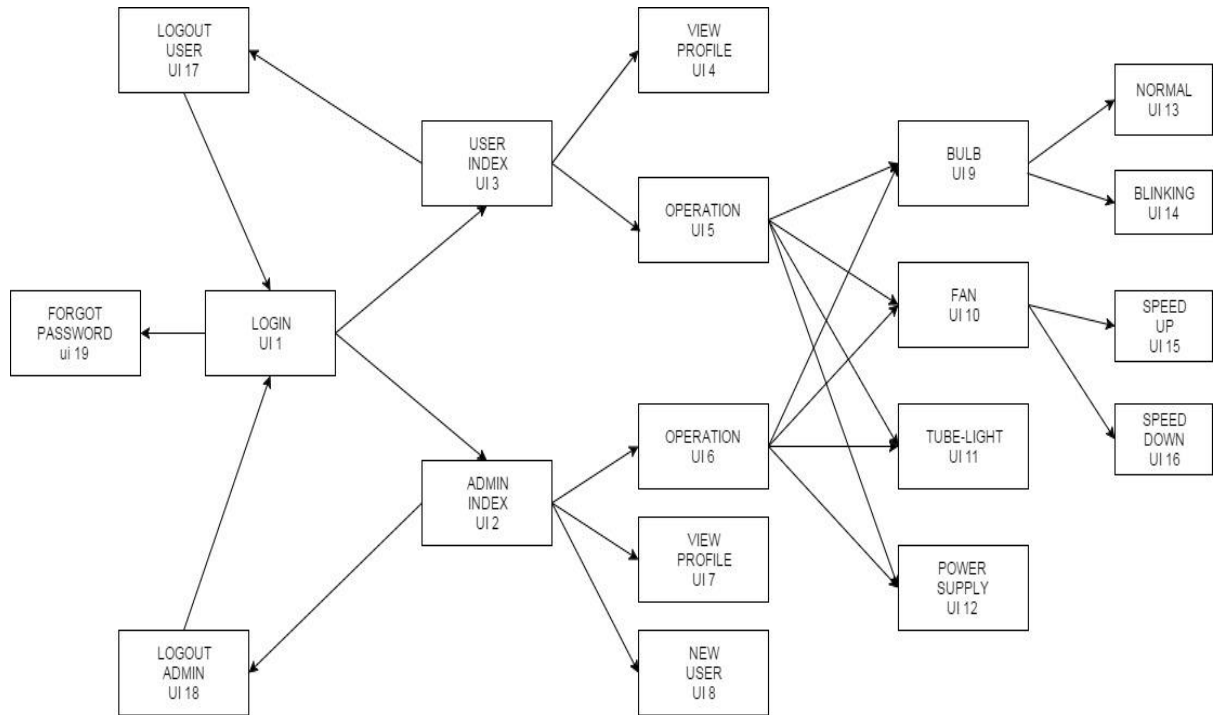 LOGOUT
USER
UI 17
VIEW
PROFILE
UI 4
NORMAL
UI 13
USER
INDEX
UI 3
BULB
UI 9
BLINKING
UI 14
OPERATION
UI 5
FORGOT
PASSWORD
ui 19
LOGIN
UI 1
FAN
UI 10
SPEED
UP
UI 15
OPERATION
UI 6
TUBE-LIGHT
UI 11
SPEED
DOWN
UI 16
ADMIN
INDEX
UI 2
VIEW
PROFILE
UI 7
POWER
SUPPLY
UI 12
LOGOUT
ADMIN
UI 18
NEW
USER
UI 8